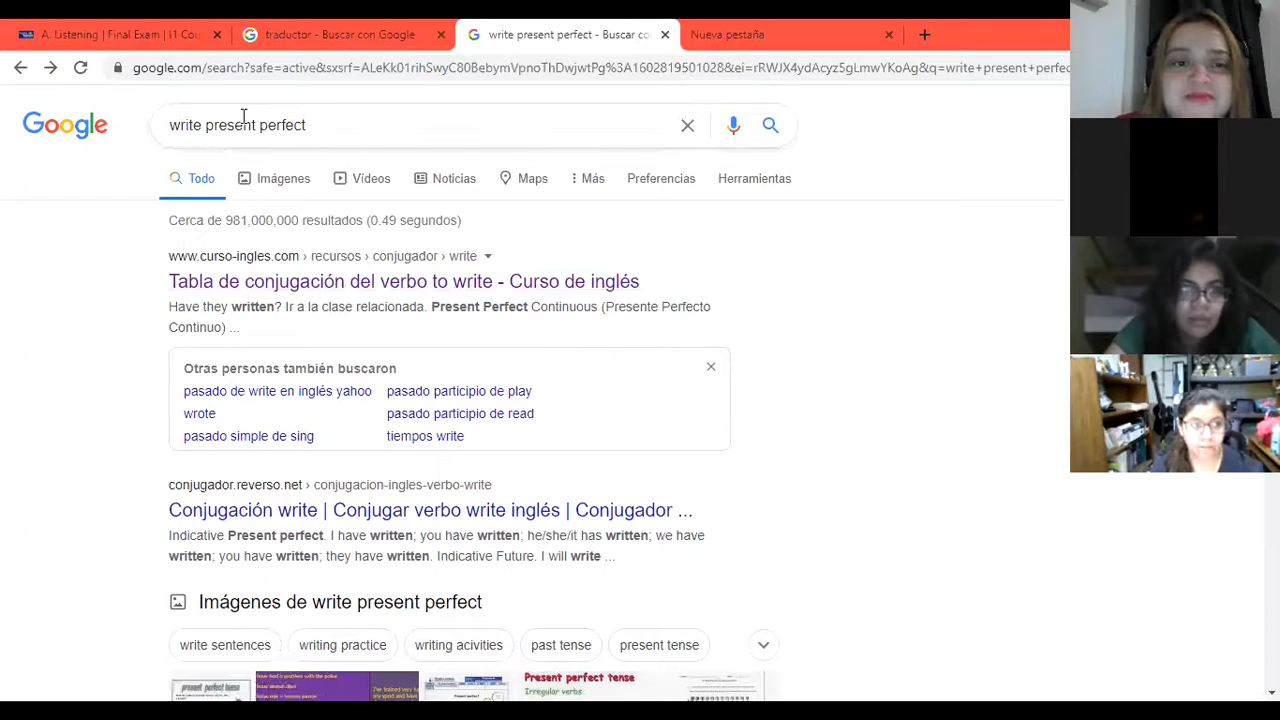 A. Listening | Final Exam | I1 Cou
traductor - Buscar con Google
write present perfect - Buscar co
Nueva pestaña
google.com/search?safe=active&sxsrf=ALeKk01rihSwyC80BebymVpnoThDwjwtPg%3A1602819501028&ei=rRWJX4ydAcyz5gLmwYKoAg&q=write+present+perfec
Google
write present perfect
Todo
Imágenes
Vídeos
Noticias
Maps
Más
Preferencias
Herramientas
Cerca de 981,000,000 resultados (0.49 segundos)
www.curso-ingles.com › recursos › conjugador › write
Tabla de conjugación del verbo to write - Curso de inglés
Have they written? Ir a la clase relacionada. Present Perfect Continuous (Presente Perfecto
Continuo) ...
Otras personas también buscaron
pasado de write en inglés yahoo
pasado participio de play
wrote
pasado participio de read
pasado simple de sing
tiempos write
conjugador.reverso.net › conjugacion-ingles-verbo-write
Conjugación write | Conjugar verbo write inglés | Conjugador ...
Indicative Present perfect. I have written; you have written; he/she/it has written; we have
written; you have written; they have written. Indicative Future. I will write ...
Imágenes de write present perfect
write sentences
writing practice
writing acivities
past tense
present tense
present perfect tense
Present perfect tense
Irregular verbs